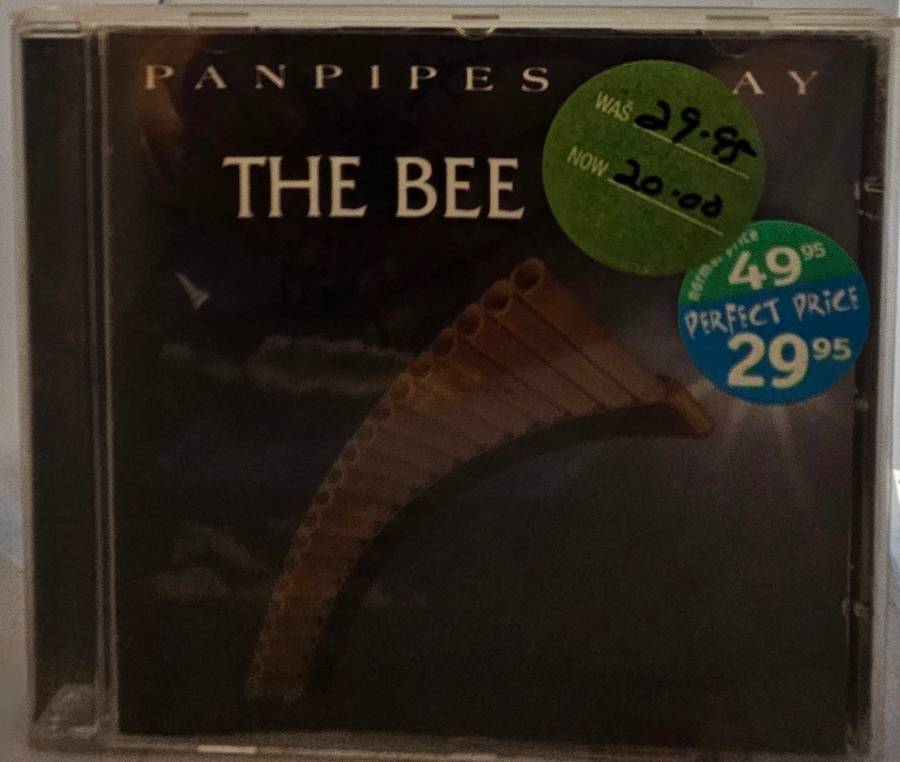 PANPIPES AY
THE BEE
WAS 29.95
NOW 20.00
normal price
49 95
PERFECT PRiCE
29 95